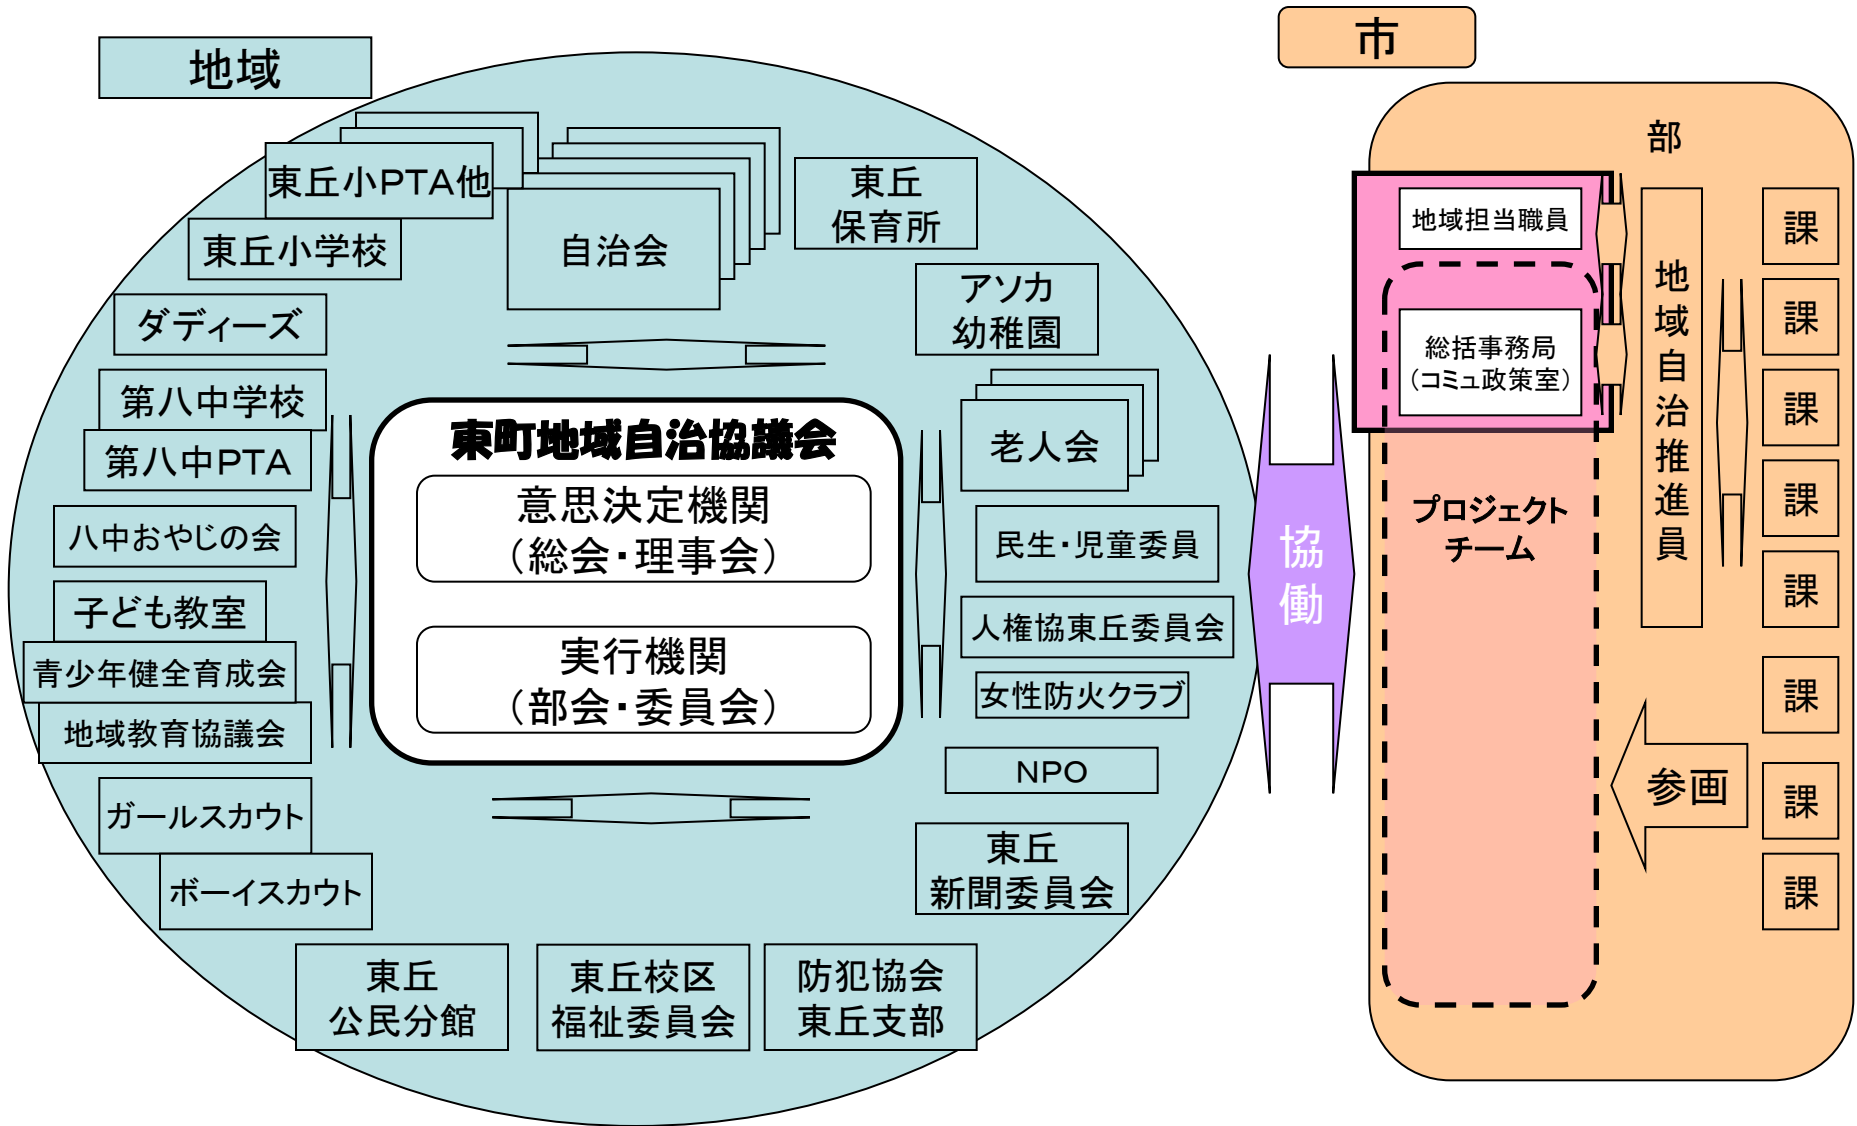 地域
東丘小PTA他
東丘小学校
自治会
東丘
保育所
アソカ
幼稚園
ダディーズ
第八中学校
第八中PTA
八中おやじの会
子ども教室
青少年健全育成会
地域教育協議会
ガールスカウト
ボーイスカウト
東町地域自治協議会
意思決定機関
（総会・理事会）
実行機関
（部会・委員会）
老人会
民生・児童委員
人権協東丘委員会
女性防火クラブ
NPO
東丘
新聞委員会
東丘
公民分館
東丘校区
福祉委員会
防犯協会
東丘支部
協働
市
部
地域担当職員
総括事務局
（コミュ政策室）
プロジェクト
チーム
地域自治推進員
参画
課
課
課
課
課
課
課
課